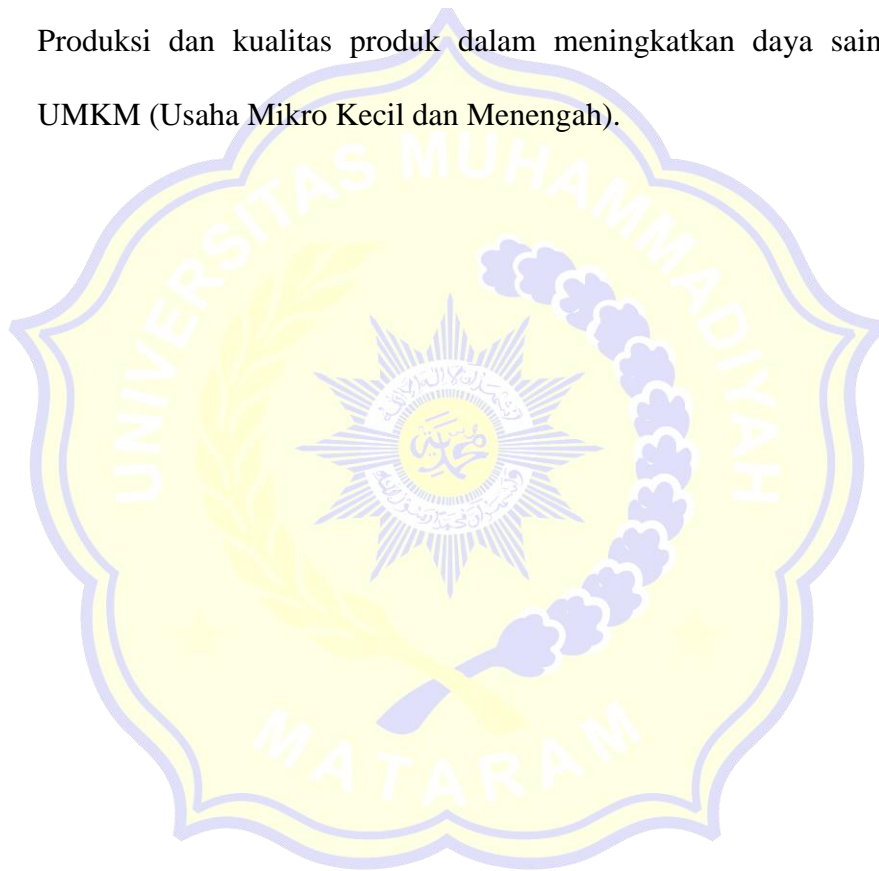 Produksi dan kualitas produk dalam meningkatkan daya sain
UMKM (Usaha Mikro Kecil dan Menengah).
UNIVERSITAS MUHAMMADIYAH
MATARAM